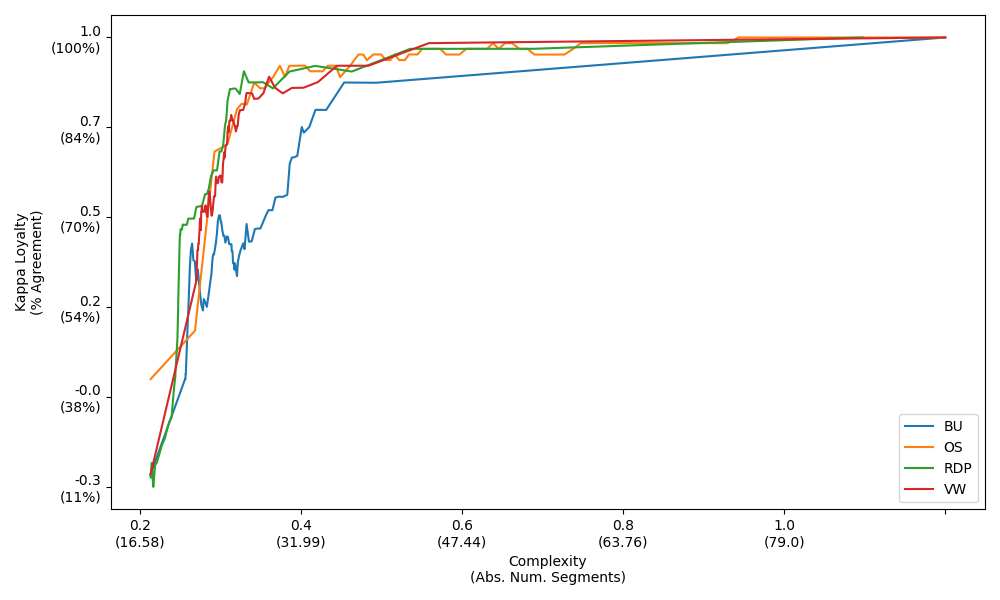 1.0
(100%)
0.7
(84%)
0.5
(70%)
0.2
(54%)
-0.0
(38%)
-0.3
(11%)
Kappa Loyalty
(% Agreement)
0.2
(16.58)
0.4
(31.99)
0.6
(47.44)
0.8
(63.76)
1.0
(79.0)
Complexity
(Abs. Num. Segments)
BU
OS
RDP
VW